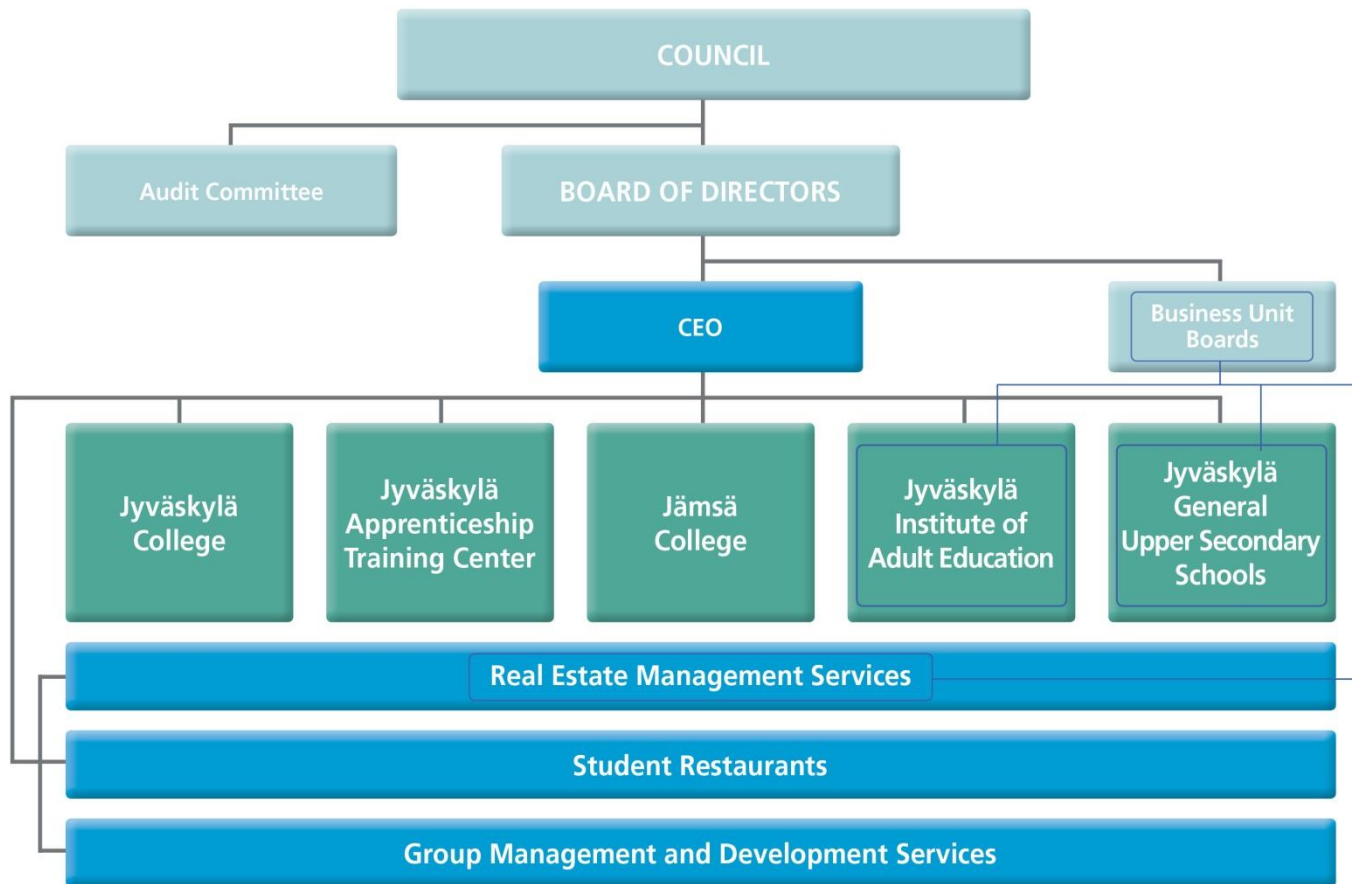 COUNCIL
Audit Committee
BOARD OF DIRECTORS
CEO
Business Unit
Boards
Jyväskylä
College
Jyväskylä
Apprenticeship
Training Center
Jämsä
College
Jyväskylä
Institute of
Adult Education
Jyväskylä
General
Upper Secondary
Schools
Real Estate Management Services
Student Restaurants
Group Management and Development Services